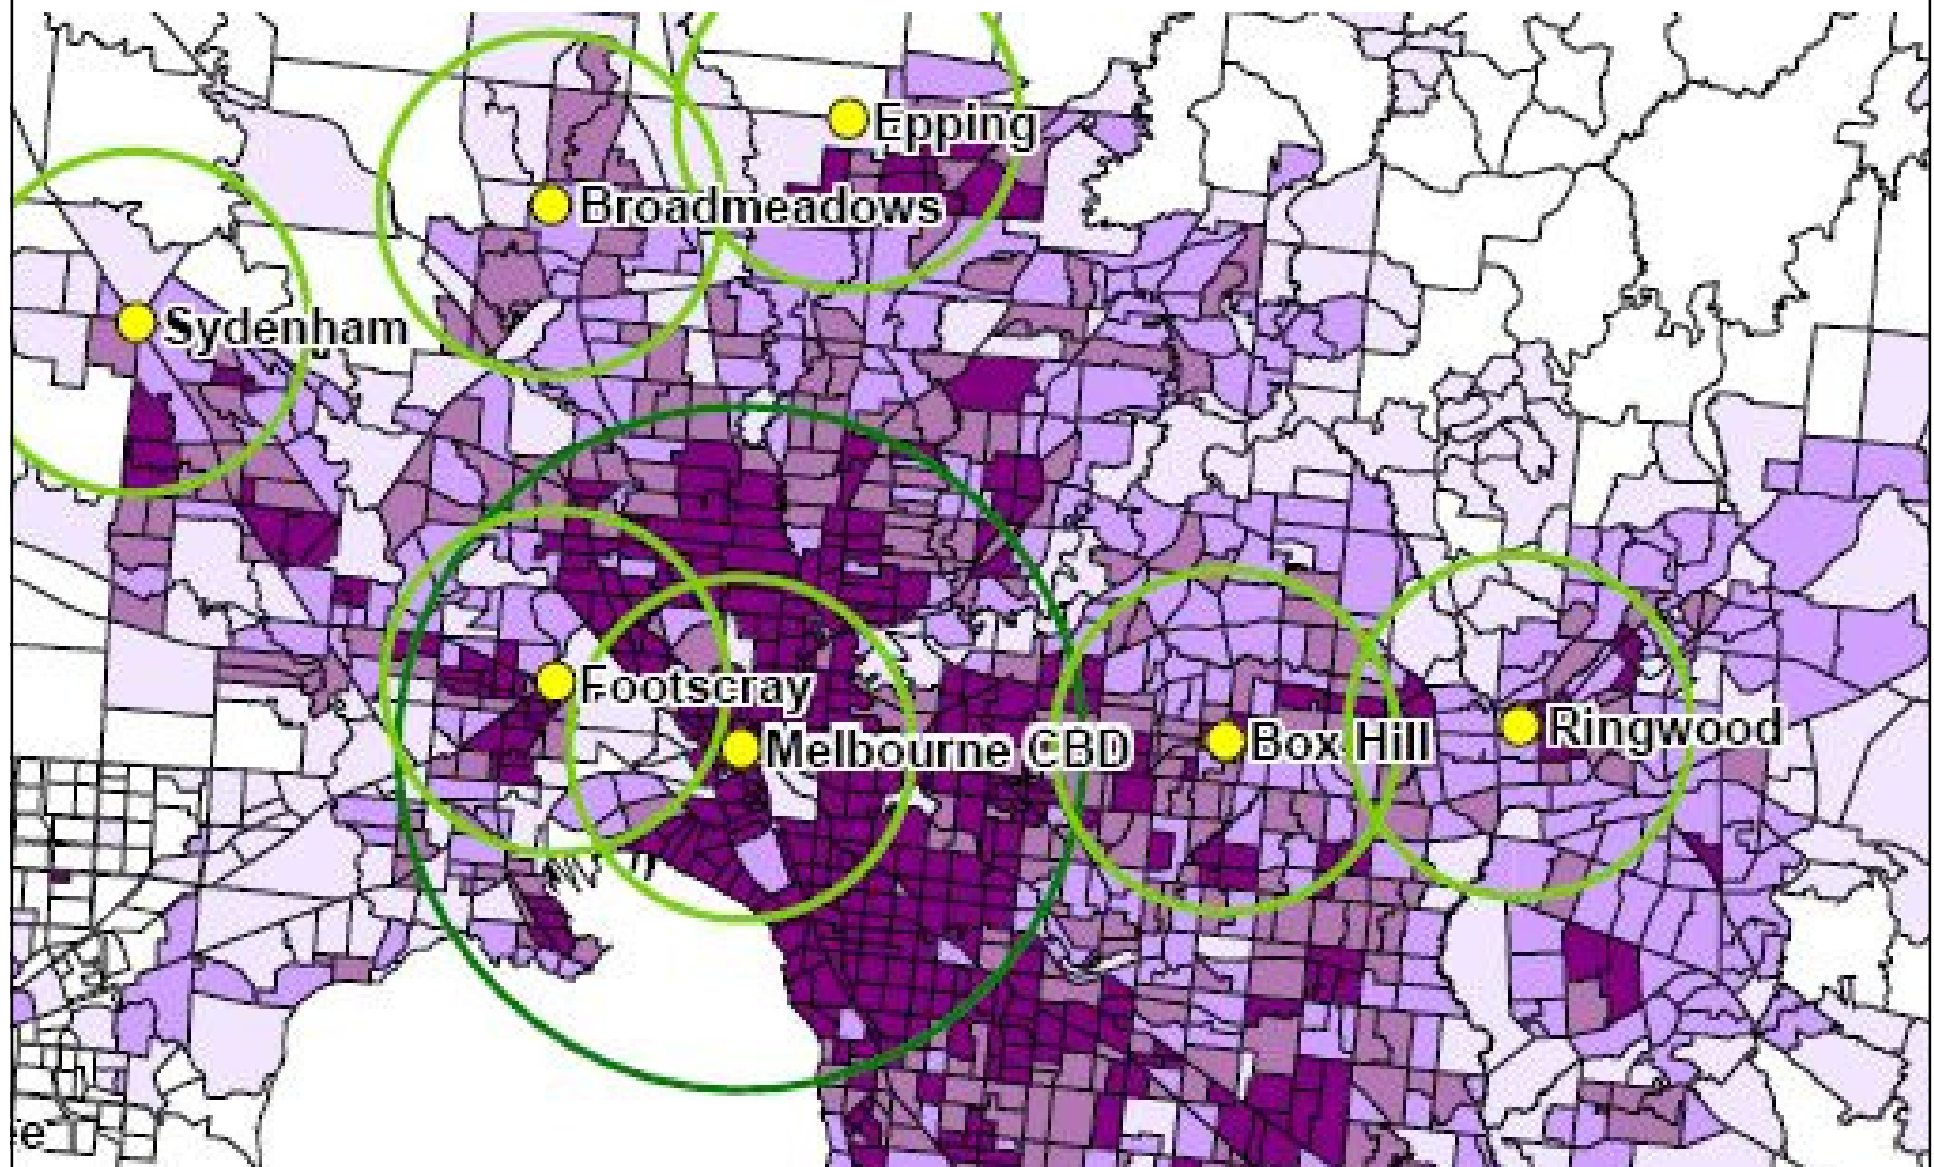 Epping
Broadmeadows
Sydenham
Footscray
Melbourne CBD
Box Hill
Ringwood